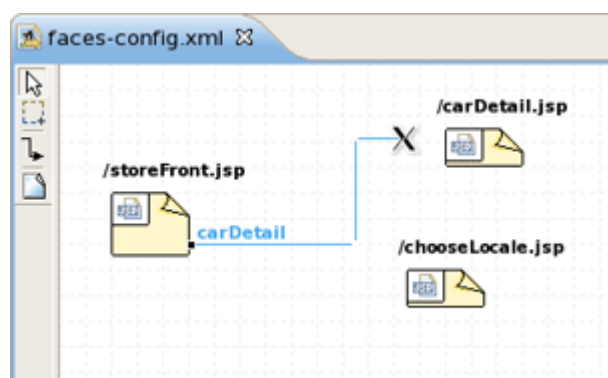 faces-config.xml
/carDetail.jsp
/storeFront.jsp
carDetail
/chooseLocale.jsp